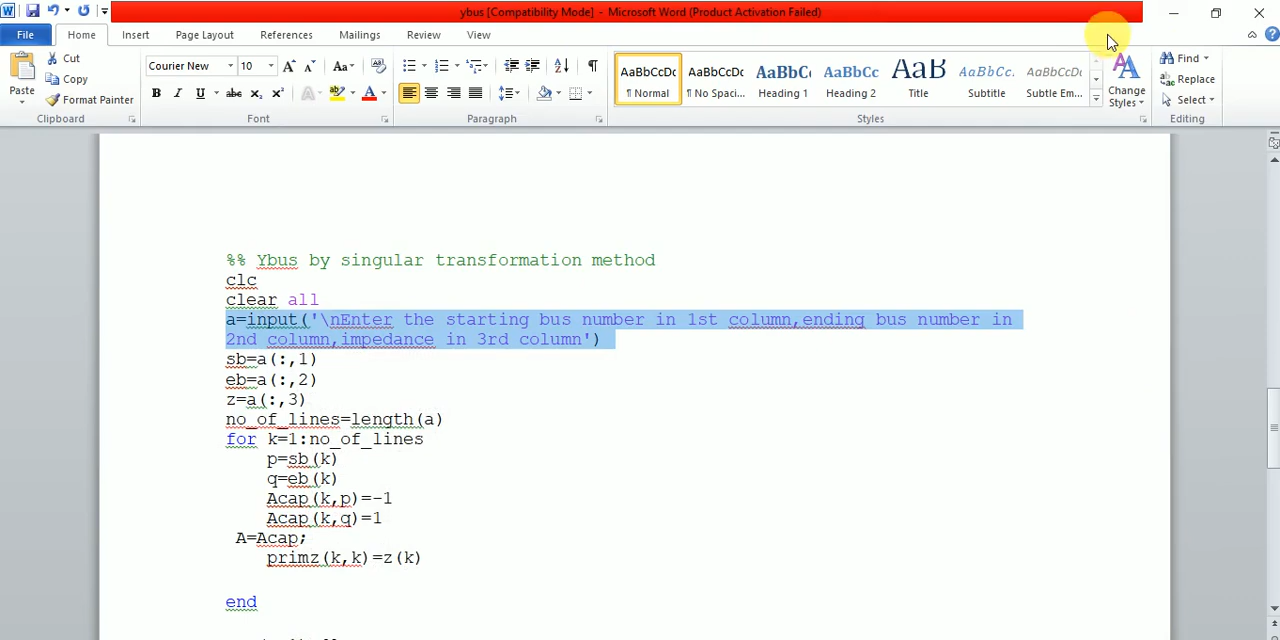 ybus [Compatibility Mode] - Microsoft Word (Product Activation Failed)
File Home Insert Page Layout References Mailings Review View
Paste
Cut
Copy
Format Painter
Clipboard
Courier New 10
Font
Paragraph
AaBbCcDc AaBbCcDc AaBbC AaBbCc AaB AaBbCc. AaBbCcDc
¶ Normal ¶ No Spaci... Heading 1 Heading 2 Title Subtitle Subtle Em...
Change Styles
Styles
Find
Replace
Select
Editing
%% Ybus by singular transformation method
clc
clear all
a=input('\nEnter the starting bus number in 1st column,ending bus number in
2nd column,impedance in 3rd column')
sb=a(:,1)
eb=a(:,2)
z=a(:,3)
no_of_lines=length(a)
for k=1:no_of_lines
p=sb(k)
q=eb(k)
Acap(k,p)=-1
Acap(k,q)=1
A=Acap;
primz(k,k)=z(k)
end